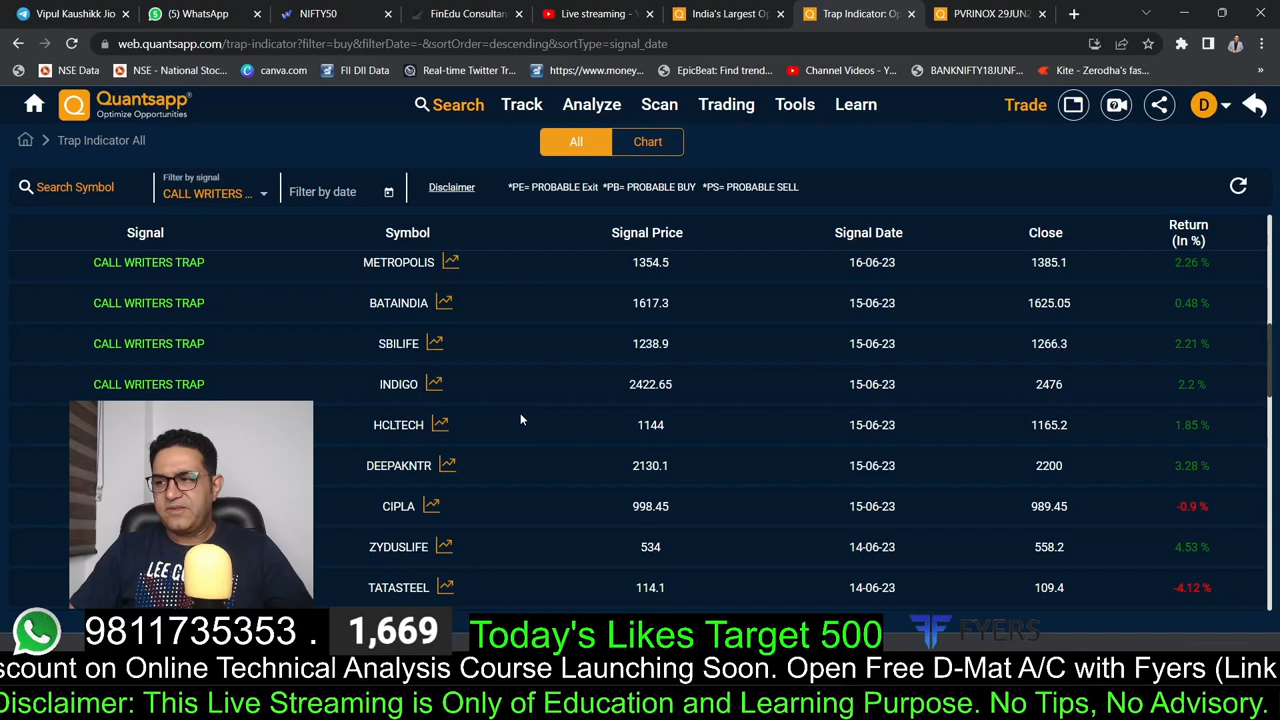 Vipul Kaushik Jio
(5) WhatsApp
NIFTY50
FinEdu Consultan
Live streaming - Y
India's Largest Op
Trap Indicator: Op
PVRINOX 29JUN2
web.quantsapp.com/trap-indicator?filter=buy&filterDate=-&sortOrder=descending&sortType=signal_date
NSE Data
NSE - National Stoc...
canva.com
FII DII Data
Real-time Twitter Tr...
https://www.money...
EpicBeat: Find trend...
Channel Videos - Y...
BANKNIFTY18JUNF...
Kite - Zerodha's fas...
Quantsapp®
Optimize Opportunities
Search Track Analyze Scan Trading Tools Learn
Trade
D
Trap Indicator All
All Chart
Search Symbol
Filter by signal
CALL WRITERS ...
Filter by date
Disclaimer
*PE= PROBABLE Exit *PB= PROBABLE BUY *PS= PROBABLE SELL
Signal Symbol Signal Price Signal Date Close Return (In %)
CALL WRITERS TRAP METROPOLIS 1354.5 16-06-23 1385.1 2.26 %
CALL WRITERS TRAP BATAINDIA 1617.3 15-06-23 1625.05 0.48 %
CALL WRITERS TRAP SBILIFE 1238.9 15-06-23 1266.3 2.21 %
CALL WRITERS TRAP INDIGO 2422.65 15-06-23 2476 2.2 %
HCLTECH 1144 15-06-23 1165.2 1.85 %
DEEPAKNTR 2130.1 15-06-23 2200 3.28 %
CIPLA 998.45 15-06-23 989.45 -0.9 %
ZYDUSLIFE 534 14-06-23 558.2 4.53 %
TATASTEEL 114.1 14-06-23 109.4 -4.12 %
9811735353 . 1,669 Today's Likes Target 500 FYERS
scount on Online Technical Analysis Course Launching Soon. Open Free D-Mat A/C with Fyers (Link
Disclaimer: This Live Streaming is Only of Education and Learning Purpose. No Tips, No Advisory.